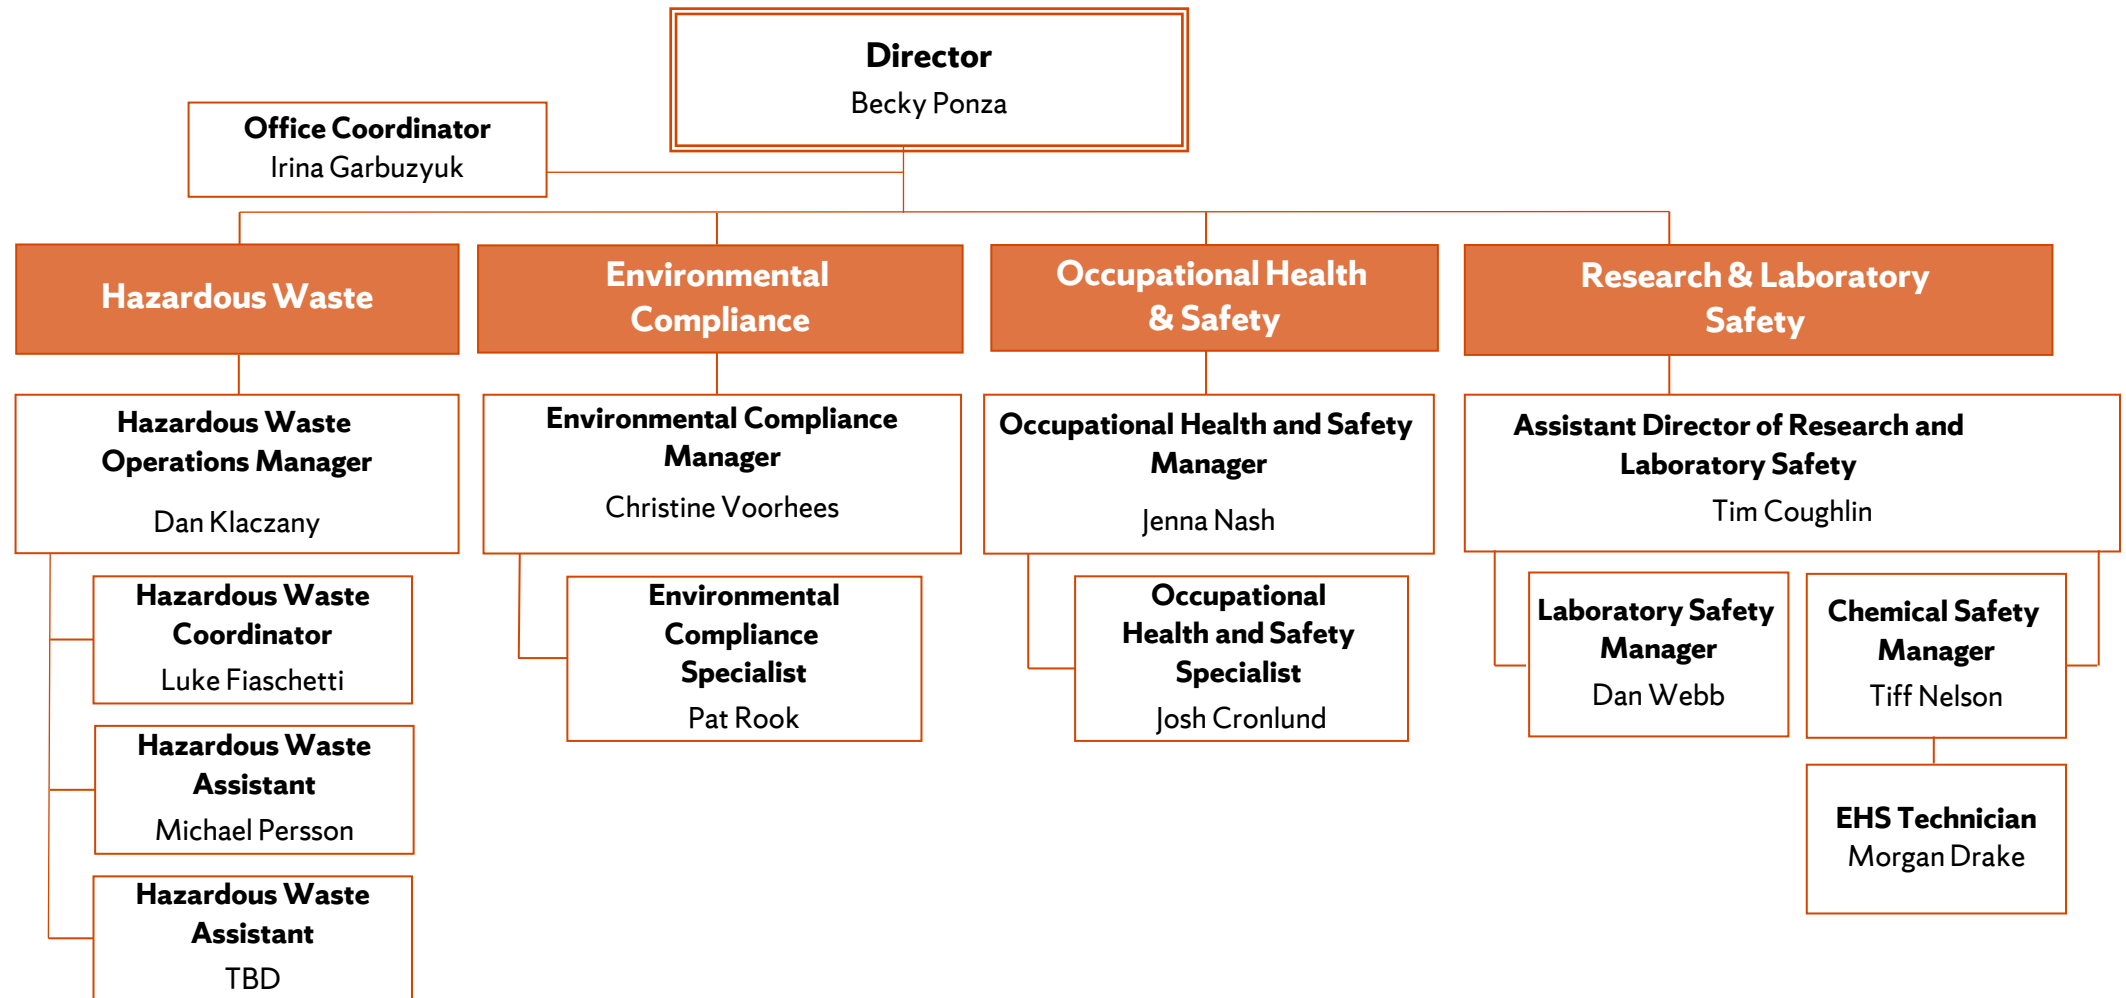 Director
Becky Ponza
Office Coordinator
Irina Garbuzyuk
Hazardous Waste
Environmental
Compliance
Occupational Health
& Safety
Research & Laboratory
Safety
Hazardous Waste
Operations Manager
Dan Klaczany
Environmental Compliance
Manager
Christine Voorhees
Occupational Health and Safety
Manager
Jenna Nash
Assistant Director of Research and
Laboratory Safety
Tim Coughlin
Hazardous Waste
Coordinator
Luke Fiaschetti
Environmental
Compliance
Specialist
Pat Rook
Occupational
Health and Safety
Specialist
Josh Cronlund
Laboratory Safety
Manager
Dan Webb
Chemical Safety
Manager
Tiff Nelson
Hazardous Waste
Assistant
Michael Persson
EHS Technician
Morgan Drake
Hazardous Waste
Assistant
TBD